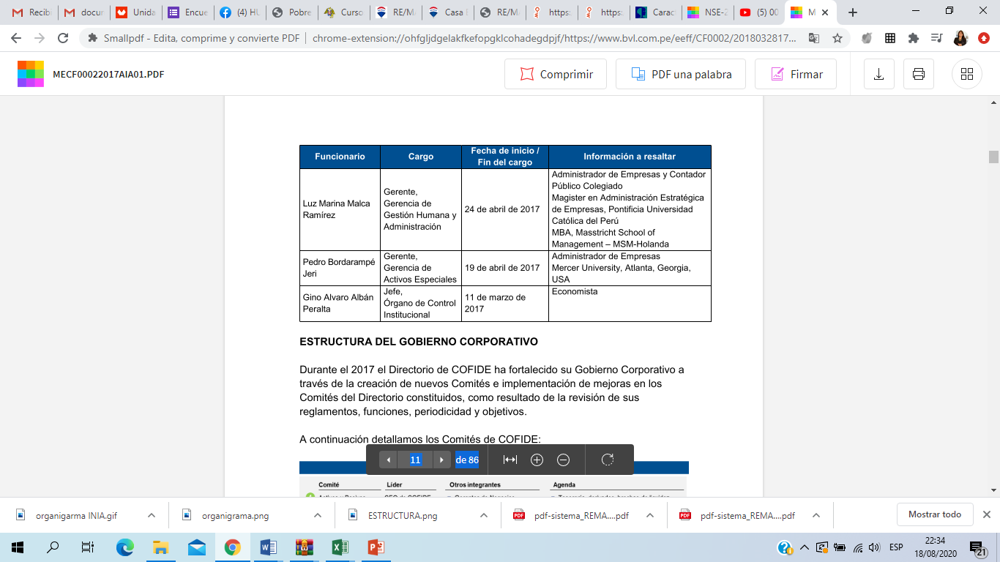 Recibi
docur
Unida
Encue
(4) HU
Pobre
Curso
RE/M
Casa E
RE/M
https:
https:
Carac
NSE-2
(5) 00
M
Smallpdf - Edita, comprime y convierte PDF | chrome-extension://ohfgljdgelakfkefopgklcohadegdpjf/https://www.bvl.com.pe/eeff/CF0002/2018032817...
MECF00022017AIA01.PDF
Comprimir
PDF una palabra
Firmar
Funcionario
Cargo
Fecha de inicio /
Fin del cargo
Información a resaltar
Luz Marina Malca
Ramírez
Gerente,
Gerencia de
Gestión Humana y
Administración
24 de abril de 2017
Administrador de Empresas y Contador
Público Colegiado
Magister en Administración Estratégica
de Empresas, Pontificia Universidad
Católica del Perú
MBA, Masstricht School of
Management – MSM-Holanda
Pedro Bordarampé
Jeri
Gerente,
Gerencia de
Activos Especiales
19 de abril de 2017
Administrador de Empresas
Mercer University, Atlanta, Georgia,
USA
Gino Alvaro Albán
Peralta
Jefe,
Órgano de Control
Institucional
11 de marzo de
2017
Economista
ESTRUCTURA DEL GOBIERNO CORPORATIVO
Durante el 2017 el Directorio de COFIDE ha fortalecido su Gobierno Corporativo a
través de la creación de nuevos Comités e implementación de mejoras en los
Comités del Directorio constituidos, como resultado de la revisión de sus
reglamentos, funciones, periodicidad y objetivos.
A continuación detallamos los Comités de COFIDE:
11 de 86
Comité
Líder
Otros integrantes
Agenda
organigarma INIA.gif
organigrama.png
ESTRUCTURA.png
pdf-sistema_REMA....pdf
pdf-sistema_REMA....pdf
Mostrar todo
ESP
22:34
18/08/2020
21